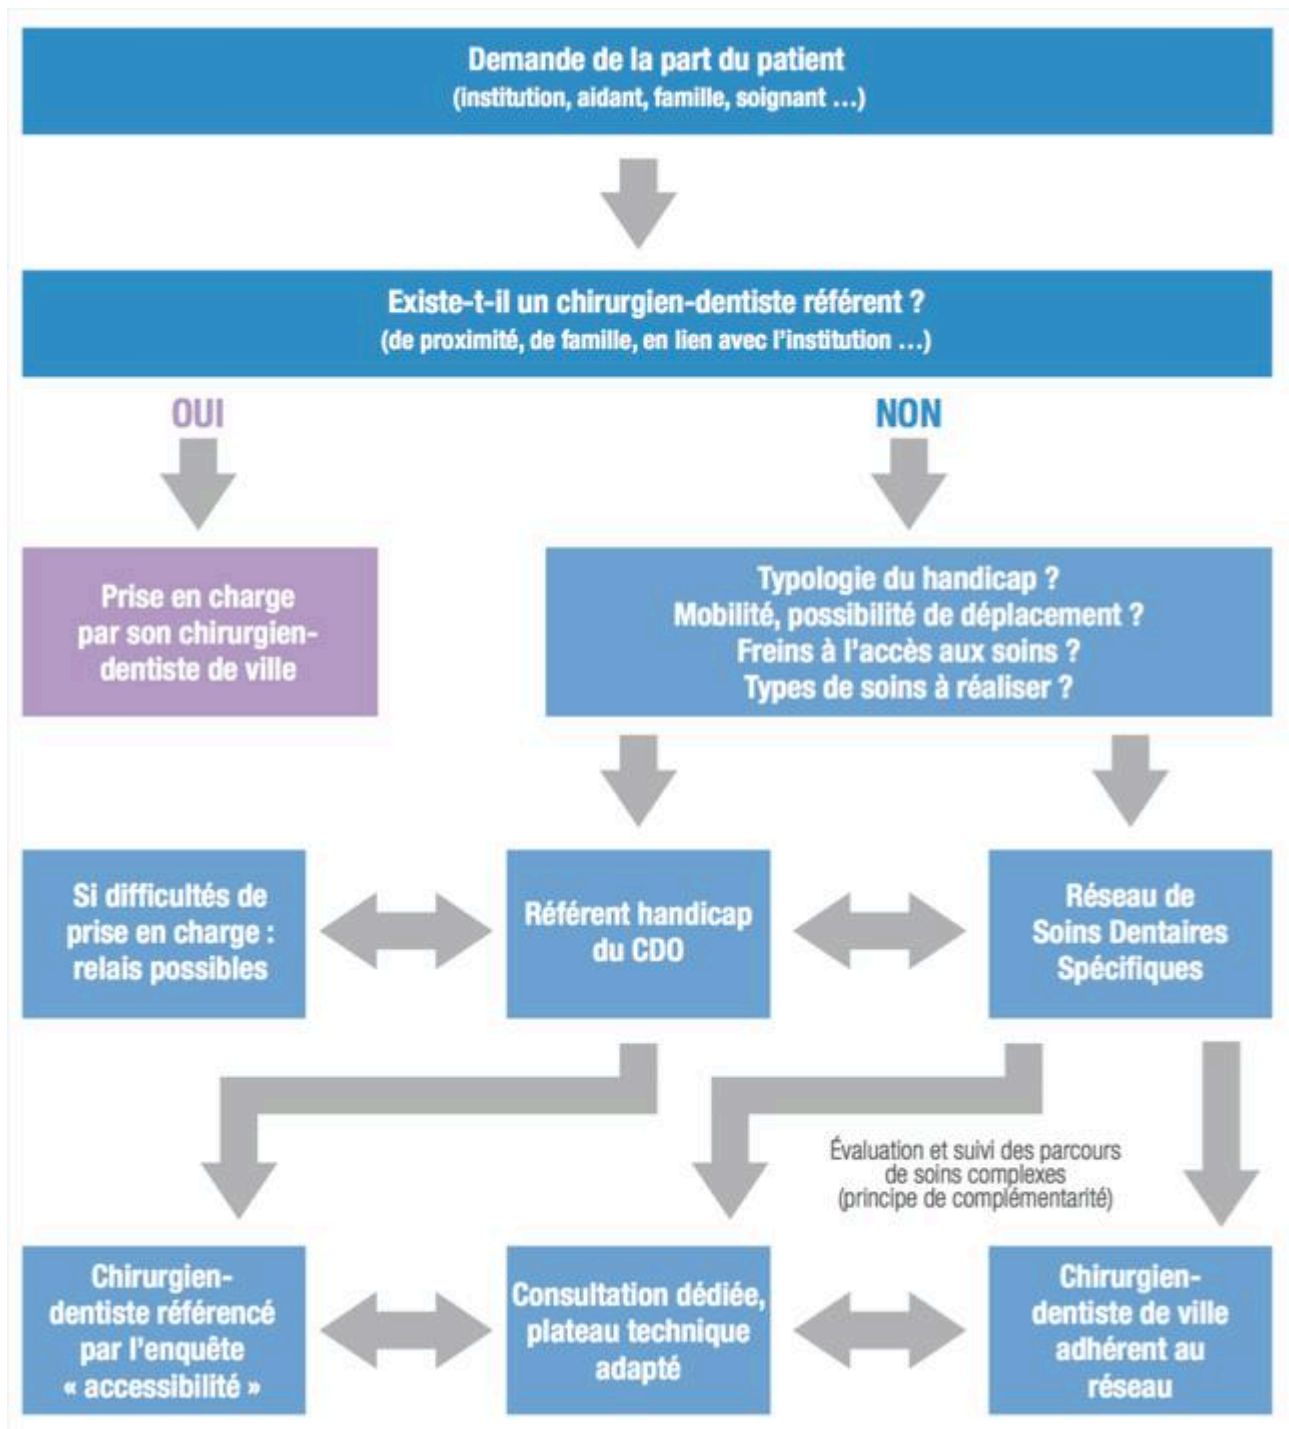 Demande de la part du patient
(institution, aidant, famille, soignant ...)
Existe-t-il un chirurgien-dentiste référent ?
(de proximité, de famille, en lien avec l'institution ...)
OUI
NON
Prise en charge
par son chirurgien-
dentiste de ville
Typologie du handicap ?
Mobilité, possibilité de déplacement ?
Freins à l'accès aux soins ?
Types de soins à réaliser ?
Si difficultés de
prise en charge :
relais possibles
Référent handicap
du CDO
Réseau de
Soins Dentaires
Spécifiques
Évaluation et suivi des parcours
de soins complexes
(principe de complémentarité)
Chirurgien-
dentiste référencé
par l'enquête
« accessibilité »
Consultation dédiée,
plateau technique
adapté
Chirurgien-
dentiste de ville
adhérent au
réseau